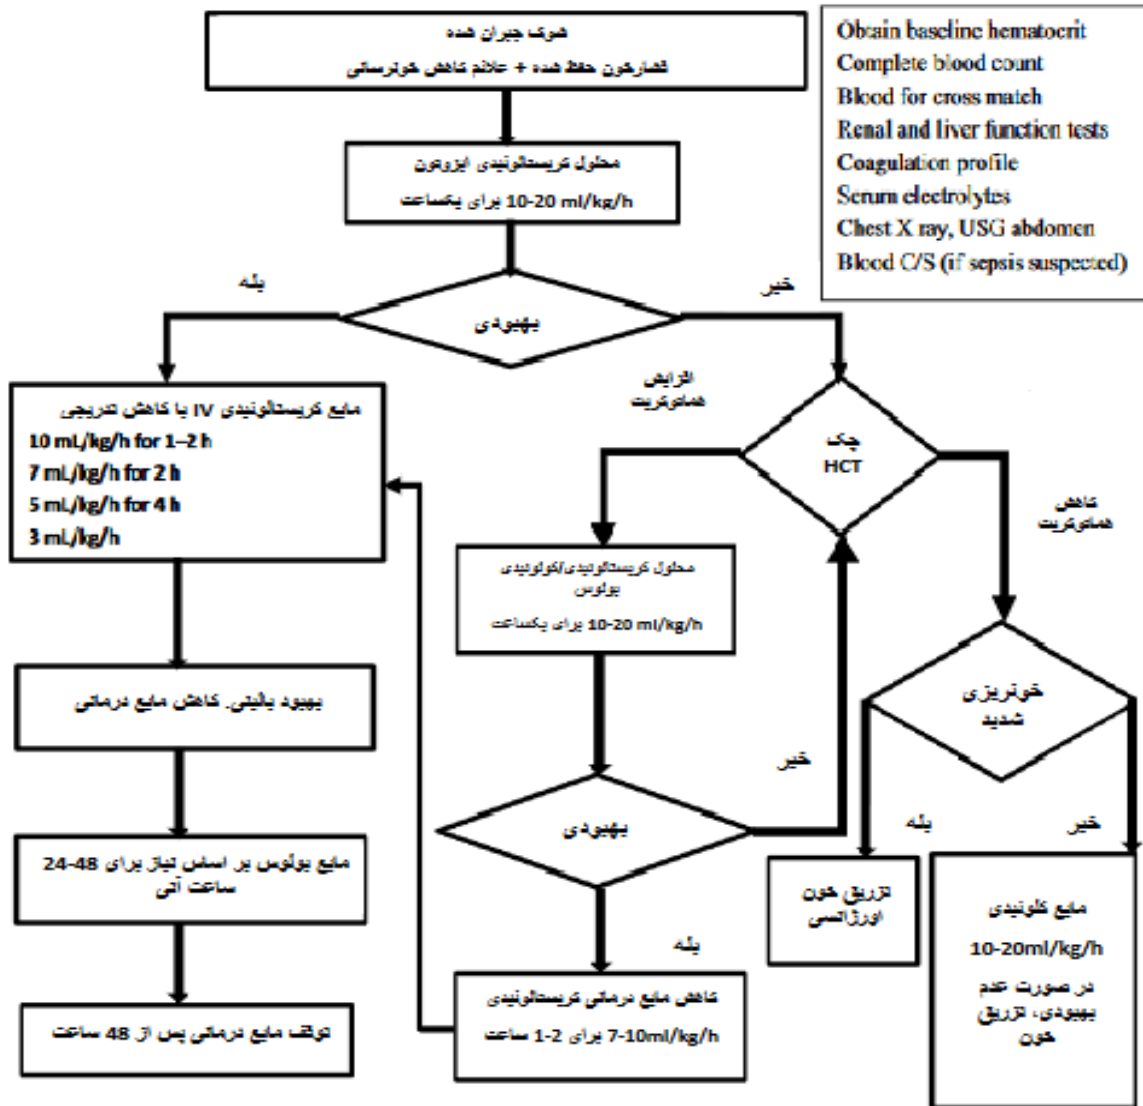 شوک جبران شده
فشارخون حفظ شده + علائم کاهش خونرسانی
Obtain baseline hematocrit
Complete blood count
Blood for cross match
Renal and liver function tests
Coagulation profile
Serum electrolytes
Chest X ray, USG abdomen
Blood C/S (if sepsis suspected)
محلول کریستالوئیدی ایزوتون
10-20 ml/kg/h برای یکساعت
بهبودی
بله
خیر
مایع کریستالوئیدی IV با کاهش تدریجی
10 mL/kg/h for 1–2 h
7 mL/kg/h for 2 h
5 mL/kg/h for 4 h
3 mL/kg/h
بهبود بالینی. کاهش مایع درمانی
مایع بولوس بر اساس نیاز برای 48-24
ساعت آتی
توقف مایع درمانی پس از 48 ساعت
چک
HCT
افزایش
هماتوکریت
کاهش
هماتوکریت
محلول کریستالوئیدی/کولوئیدی
بولوس
10-20 ml/kg/h برای یکساعت
بهبودی
خیر
بله
کاهش مایع درمانی کریستالوئیدی
7-10ml/kg/h برای 2-1 ساعت
خونریزی
شدید
بله
خیر
تزریق خون
اورژانسی
مایع کلوئیدی
10-20ml/kg/h
در صورت عدم
بهبودی، تزریق
خون